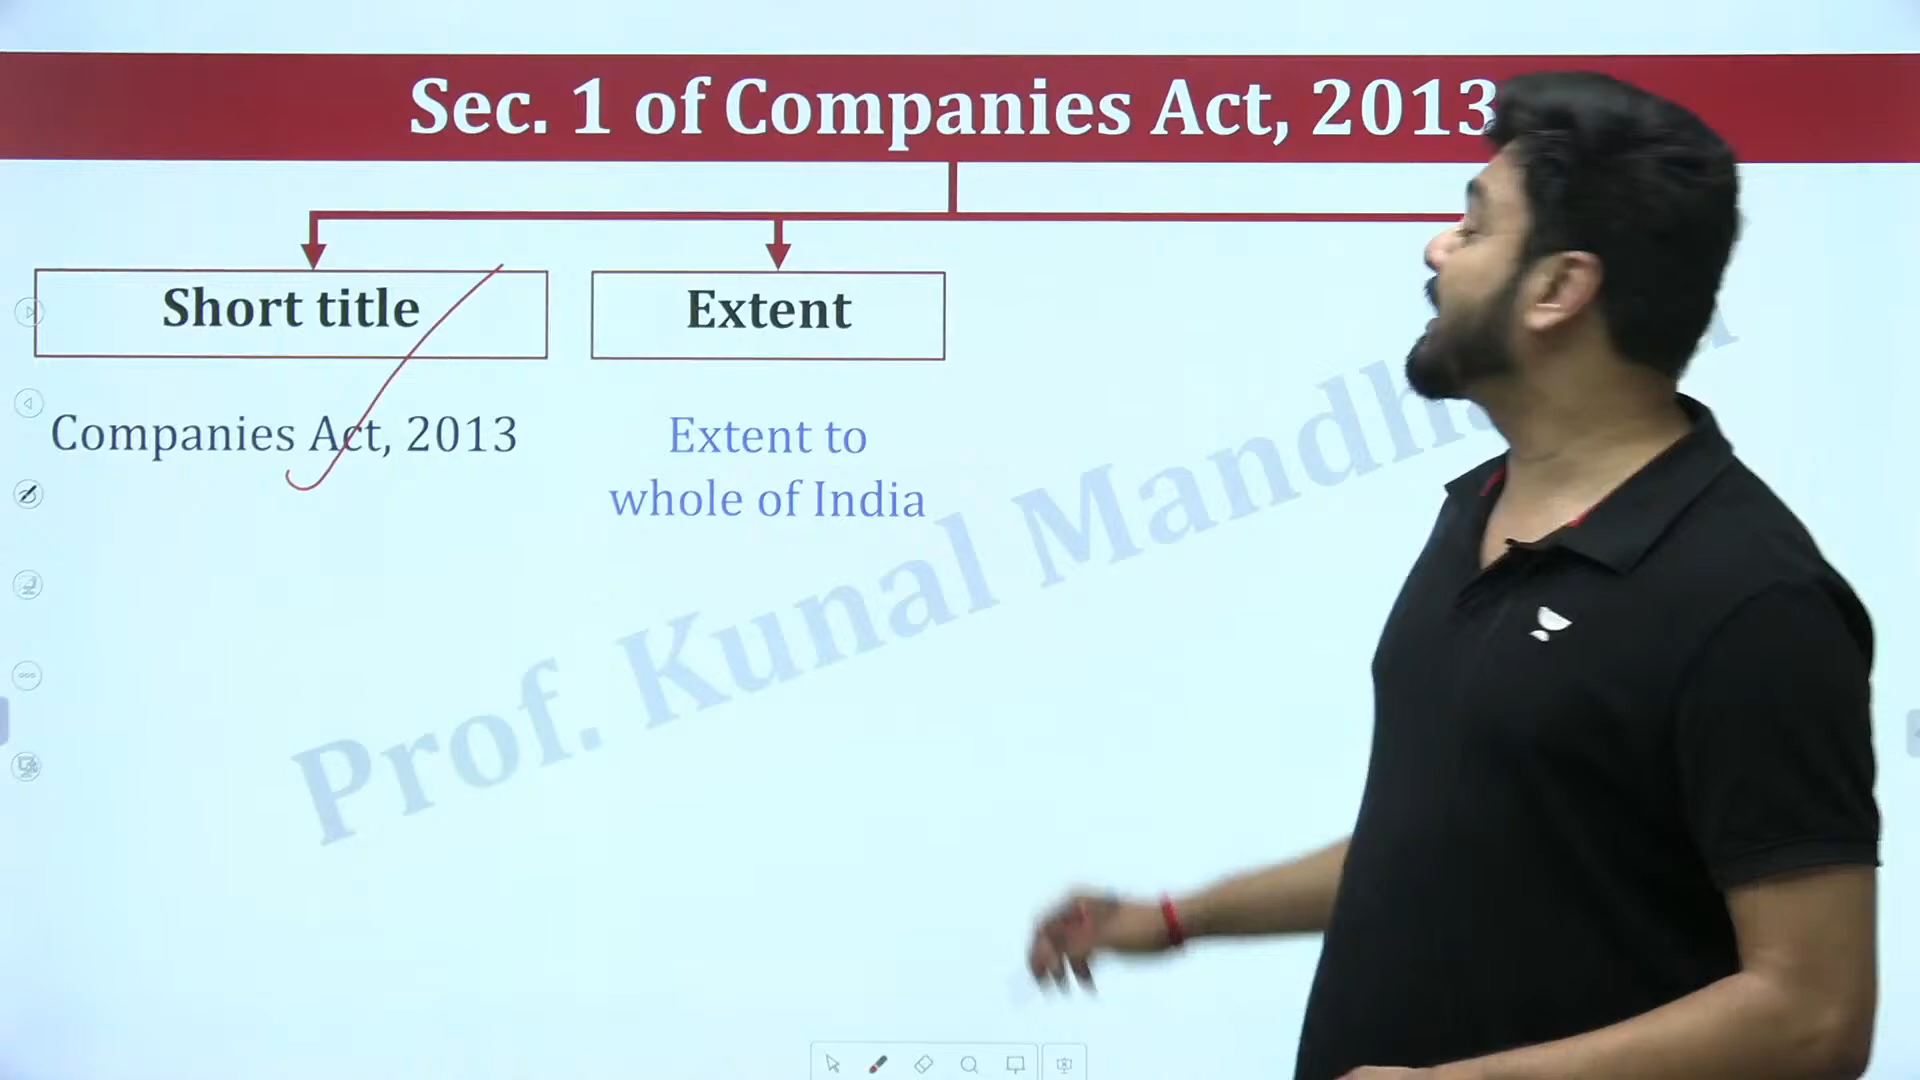 Sec. 1 of Companies Act, 2013
Short title
Extent
Companies Act, 2013
Extent to
whole of India
Prof. Kunal